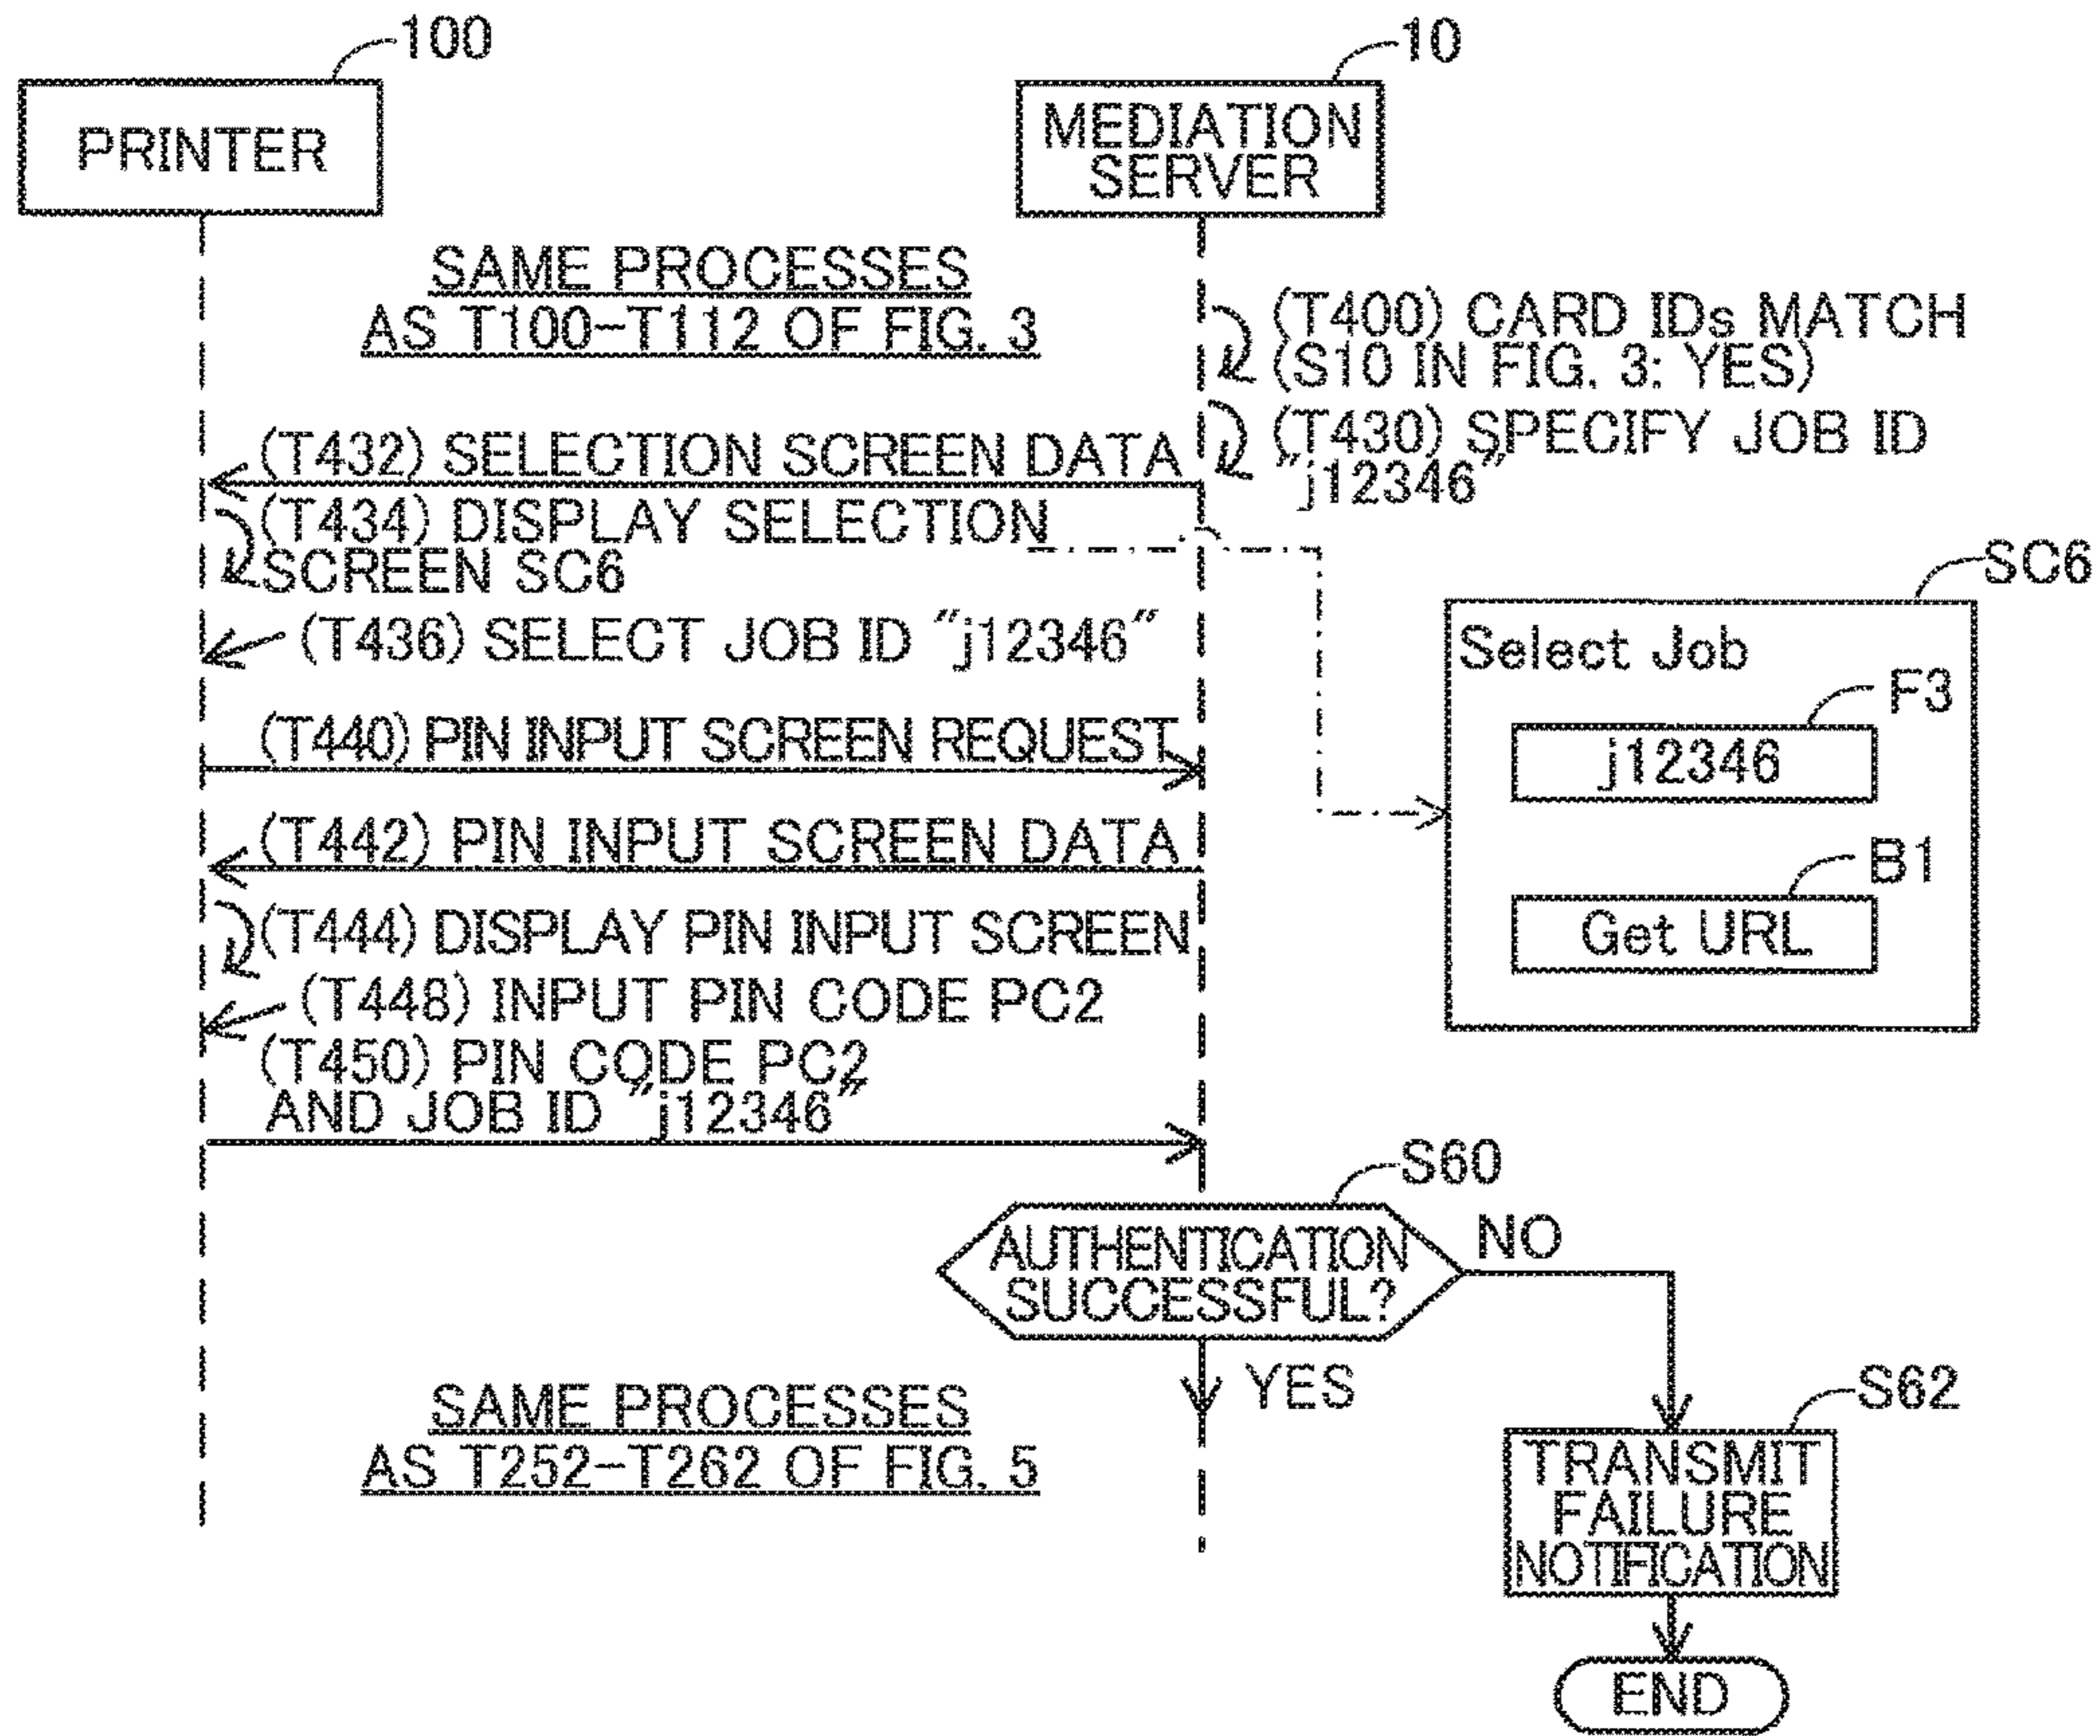 100
10
PRINTER
MEDIATION
SERVER
SAME PROCESSES
AS T100-T112 OF FIG. 3
(T400) CARD IDs MATCH
(S10 IN FIG. 3: YES)
(T430) SPECIFY JOB ID
"j12346"
(T432) SELECTION SCREEN DATA
(T434) DISPLAY SELECTION
SCREEN SC6
(T436) SELECT JOB ID "j12346"
SC6
Select Job
F3
j12346
B1
Get URL
(T440) PIN INPUT SCREEN REQUEST
(T442) PIN INPUT SCREEN DATA
(T444) DISPLAY PIN INPUT SCREEN
(T448) INPUT PIN CODE PC2
(T450) PIN CODE PC2
AND JOB ID "j12346"
S60
AUTHENTICATION
SUCCESSFUL?
NO
YES
SAME PROCESSES
AS T252-T262 OF FIG. 5
S62
TRANSMIT
FAILURE
NOTIFICATION
END